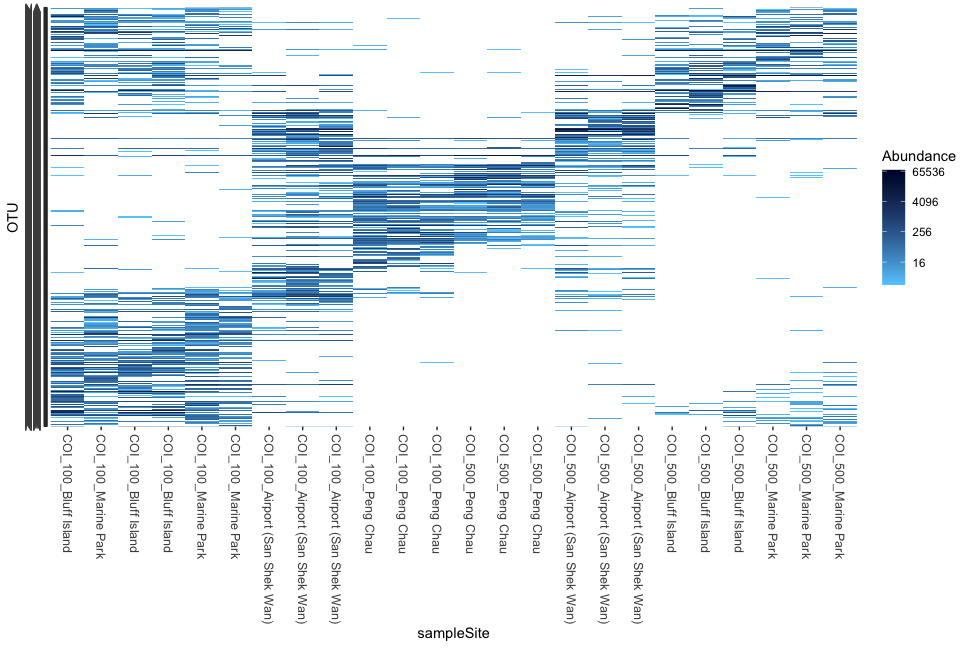 OTU
COI_100_Bluff Island
COI_100_Marine Park
COI_100_Bluff Island
COI_100_Bluff Island
COI_100_Marine Park
COI_100_Marine Park
COI_100_Airport (San Shek Wan)
COI_100_Airport (San Shek Wan)
COI_100_Airport (San Shek Wan)
COI_100_Peng Chau
COI_100_Peng Chau
COI_100_Peng Chau
COI_500_Peng Chau
COI_500_Peng Chau
COI_500_Peng Chau
COI_500_Airport (San Shek Wan)
COI_500_Airport (San Shek Wan)
COI_500_Airport (San Shek Wan)
COI_500_Bluff Island
COI_500_Bluff Island
COI_500_Bluff Island
COI_500_Marine Park
COI_500_Marine Park
COI_500_Marine Park
sampleSite
Abundance
65536
4096
256
16